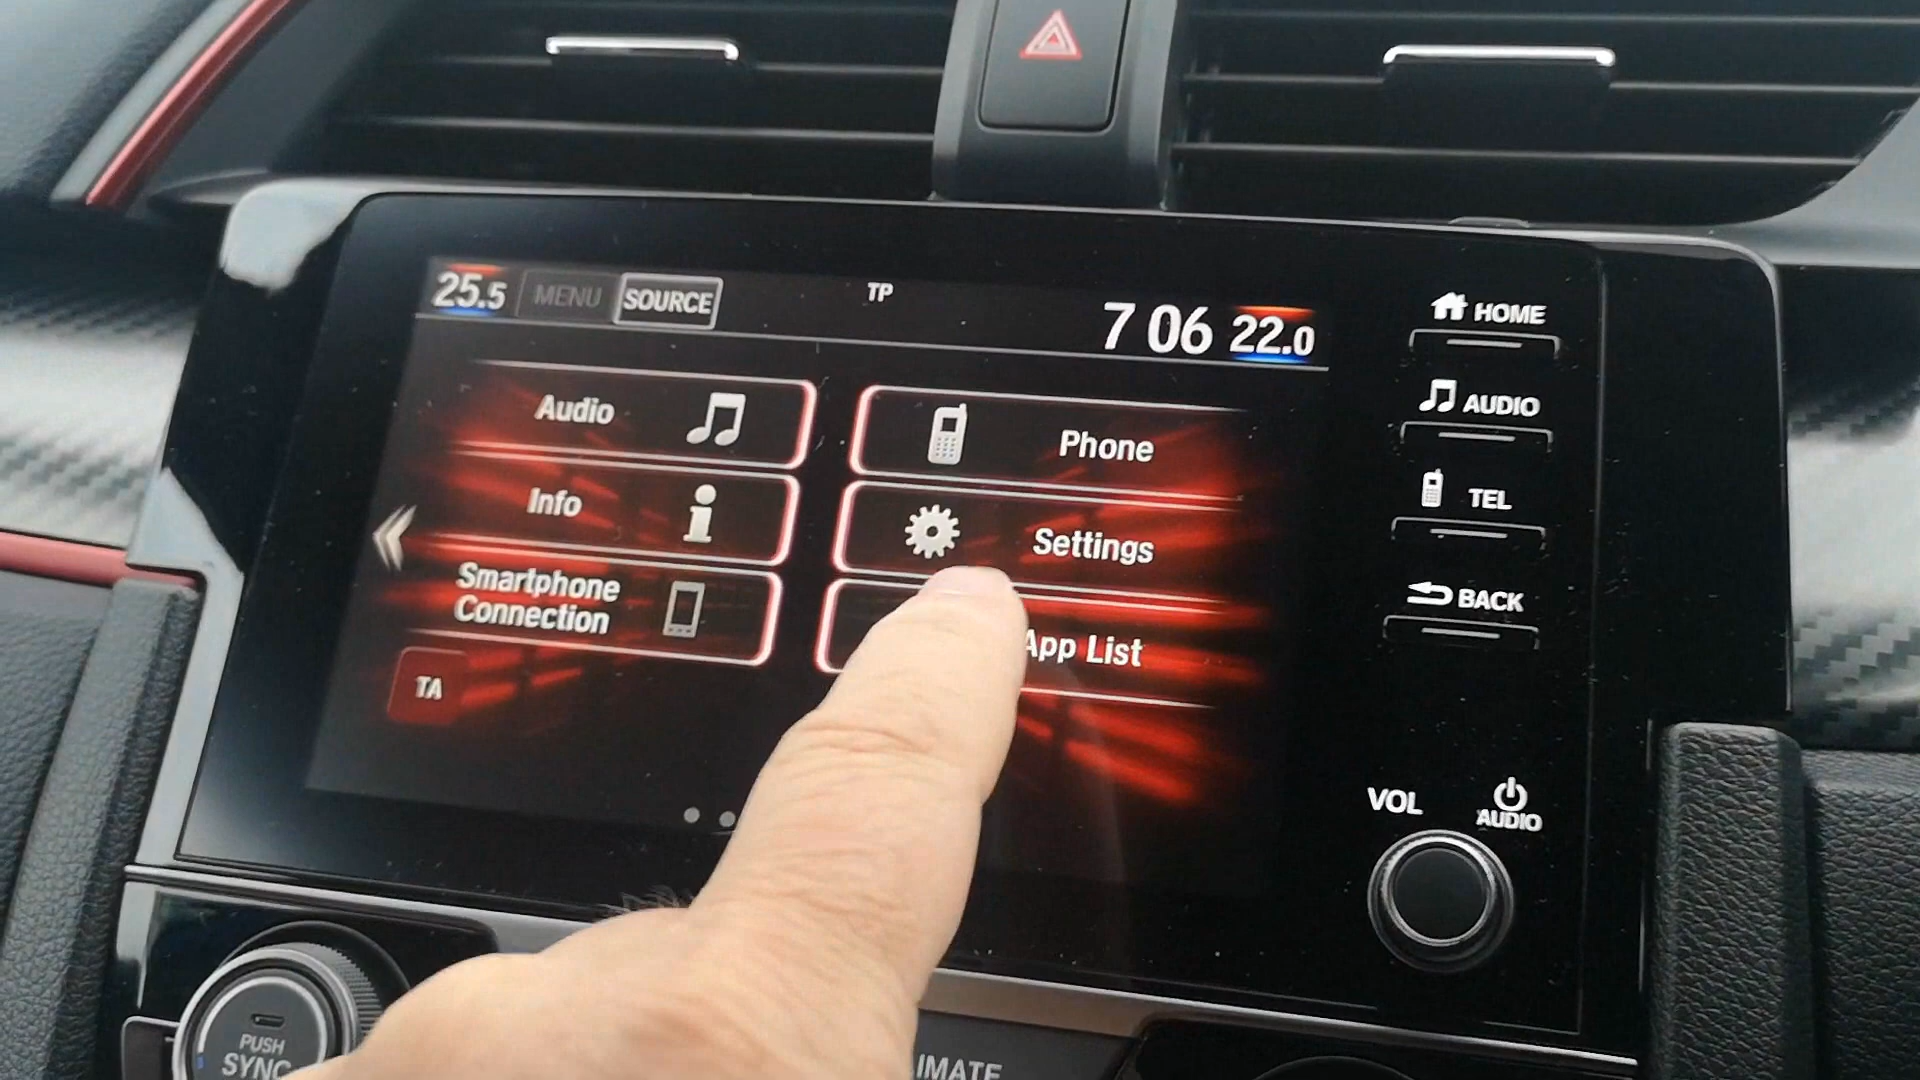 25.5 MENU SOURCE TP 7 06 22.0
Audio
Phone
Info
Settings
Smartphone
Connection
App List
TA
HOME
AUDIO
TEL
BACK
VOL
AUDIO
PUSH
SYNC